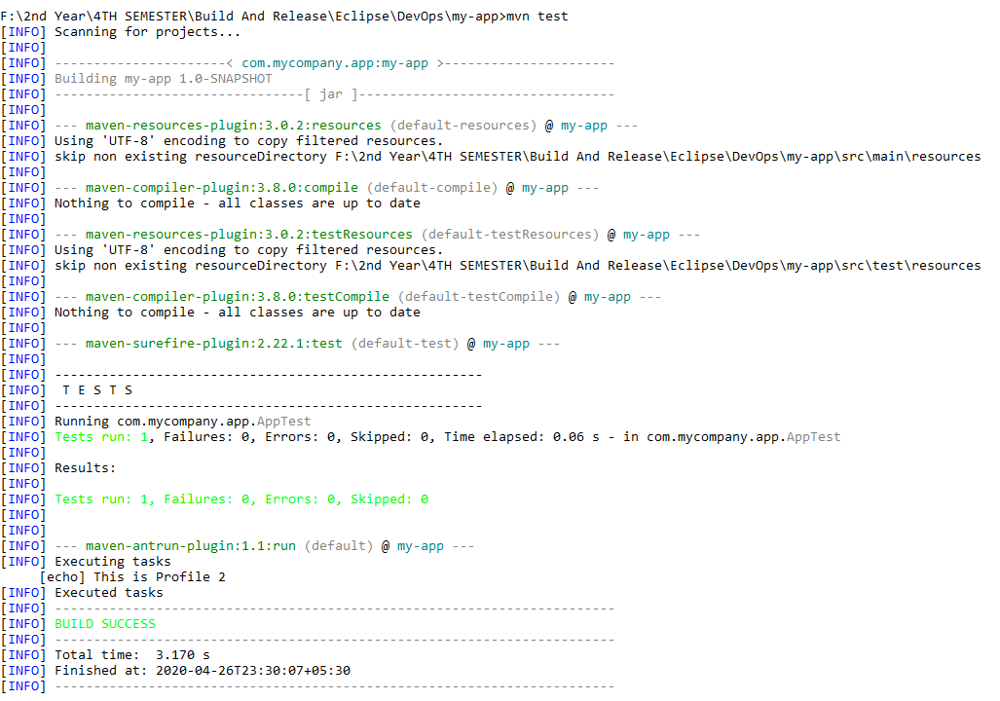 F:\2nd Year\4TH SEMESTER\Build And Release\Eclipse\DevOps\my-app>mvn test
[INFO] Scanning for projects...
[INFO]
[INFO] ----------------------< com.mycompany.app:my-app >----------------------
[INFO] Building my-app 1.0-SNAPSHOT
[INFO] --------------------------------[ jar ]---------------------------------
[INFO]
[INFO] --- maven-resources-plugin:3.0.2:resources (default-resources) @ my-app ---
[INFO] Using 'UTF-8' encoding to copy filtered resources.
[INFO] skip non existing resourceDirectory F:\2nd Year\4TH SEMESTER\Build And Release\Eclipse\DevOps\my-app\src\main\resources
[INFO]
[INFO] --- maven-compiler-plugin:3.8.0:compile (default-compile) @ my-app ---
[INFO] Nothing to compile - all classes are up to date
[INFO]
[INFO] --- maven-resources-plugin:3.0.2:testResources (default-testResources) @ my-app ---
[INFO] Using 'UTF-8' encoding to copy filtered resources.
[INFO] skip non existing resourceDirectory F:\2nd Year\4TH SEMESTER\Build And Release\Eclipse\DevOps\my-app\src\test\resources
[INFO]
[INFO] --- maven-compiler-plugin:3.8.0:testCompile (default-testCompile) @ my-app ---
[INFO] Nothing to compile - all classes are up to date
[INFO]
[INFO] --- maven-surefire-plugin:2.22.1:test (default-test) @ my-app ---
[INFO]
[INFO] -------------------------------------------------------
[INFO]  T E S T S
[INFO] -------------------------------------------------------
[INFO] Running com.mycompany.app.AppTest
[INFO] Tests run: 1, Failures: 0, Errors: 0, Skipped: 0, Time elapsed: 0.06 s - in com.mycompany.app.AppTest
[INFO]
[INFO] Results:
[INFO]
[INFO] Tests run: 1, Failures: 0, Errors: 0, Skipped: 0
[INFO]
[INFO]
[INFO] --- maven-antrun-plugin:1.1:run (default) @ my-app ---
[INFO] Executing tasks
     [echo] This is Profile 2
[INFO] Executed tasks
[INFO] ------------------------------------------------------------------------
[INFO] BUILD SUCCESS
[INFO] ------------------------------------------------------------------------
[INFO] Total time:  3.170 s
[INFO] Finished at: 2020-04-26T23:30:07+05:30
[INFO] ------------------------------------------------------------------------